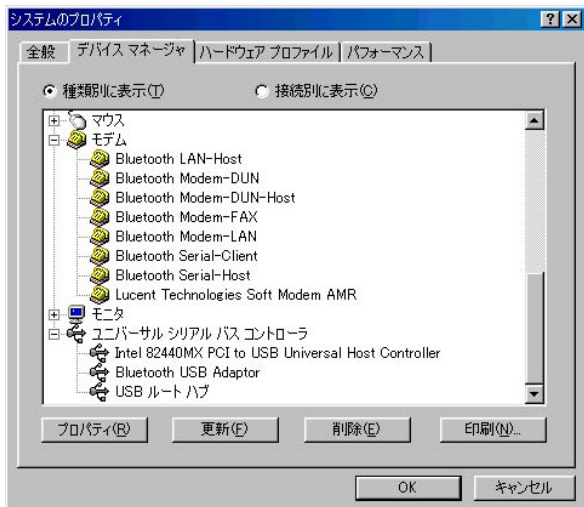 システムのプロパティ
全般 デバイス マネージャ ハードウェア プロファイル パフォーマンス
種類別に表示(T) 接続別に表示(C)
マウス
モデム
Bluetooth LAN-Host
Bluetooth Modem-DUN
Bluetooth Modem-DUN-Host
Bluetooth Modem-FAX
Bluetooth Modem-LAN
Bluetooth Serial-Client
Bluetooth Serial-Host
Lucent Technologies Soft Modem AMR
モニタ
ユニバーサル シリアル バス コントローラ
Intel 82440MX PCI to USB Universal Host Controller
Bluetooth USB Adaptor
USB ルート ハブ
プロパティ(R) 更新(F) 削除(E) 印刷(N)...
OK キャンセル